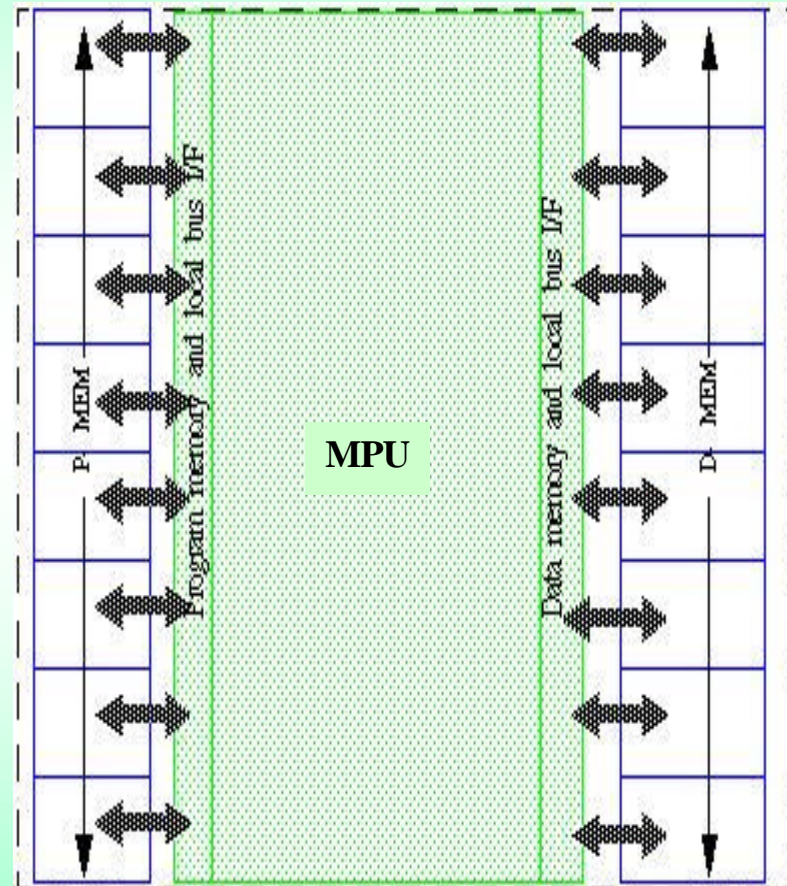 P- MEM
Program memory and local bus I/F
MPU
Data memory and local bus I/F
D- MEM